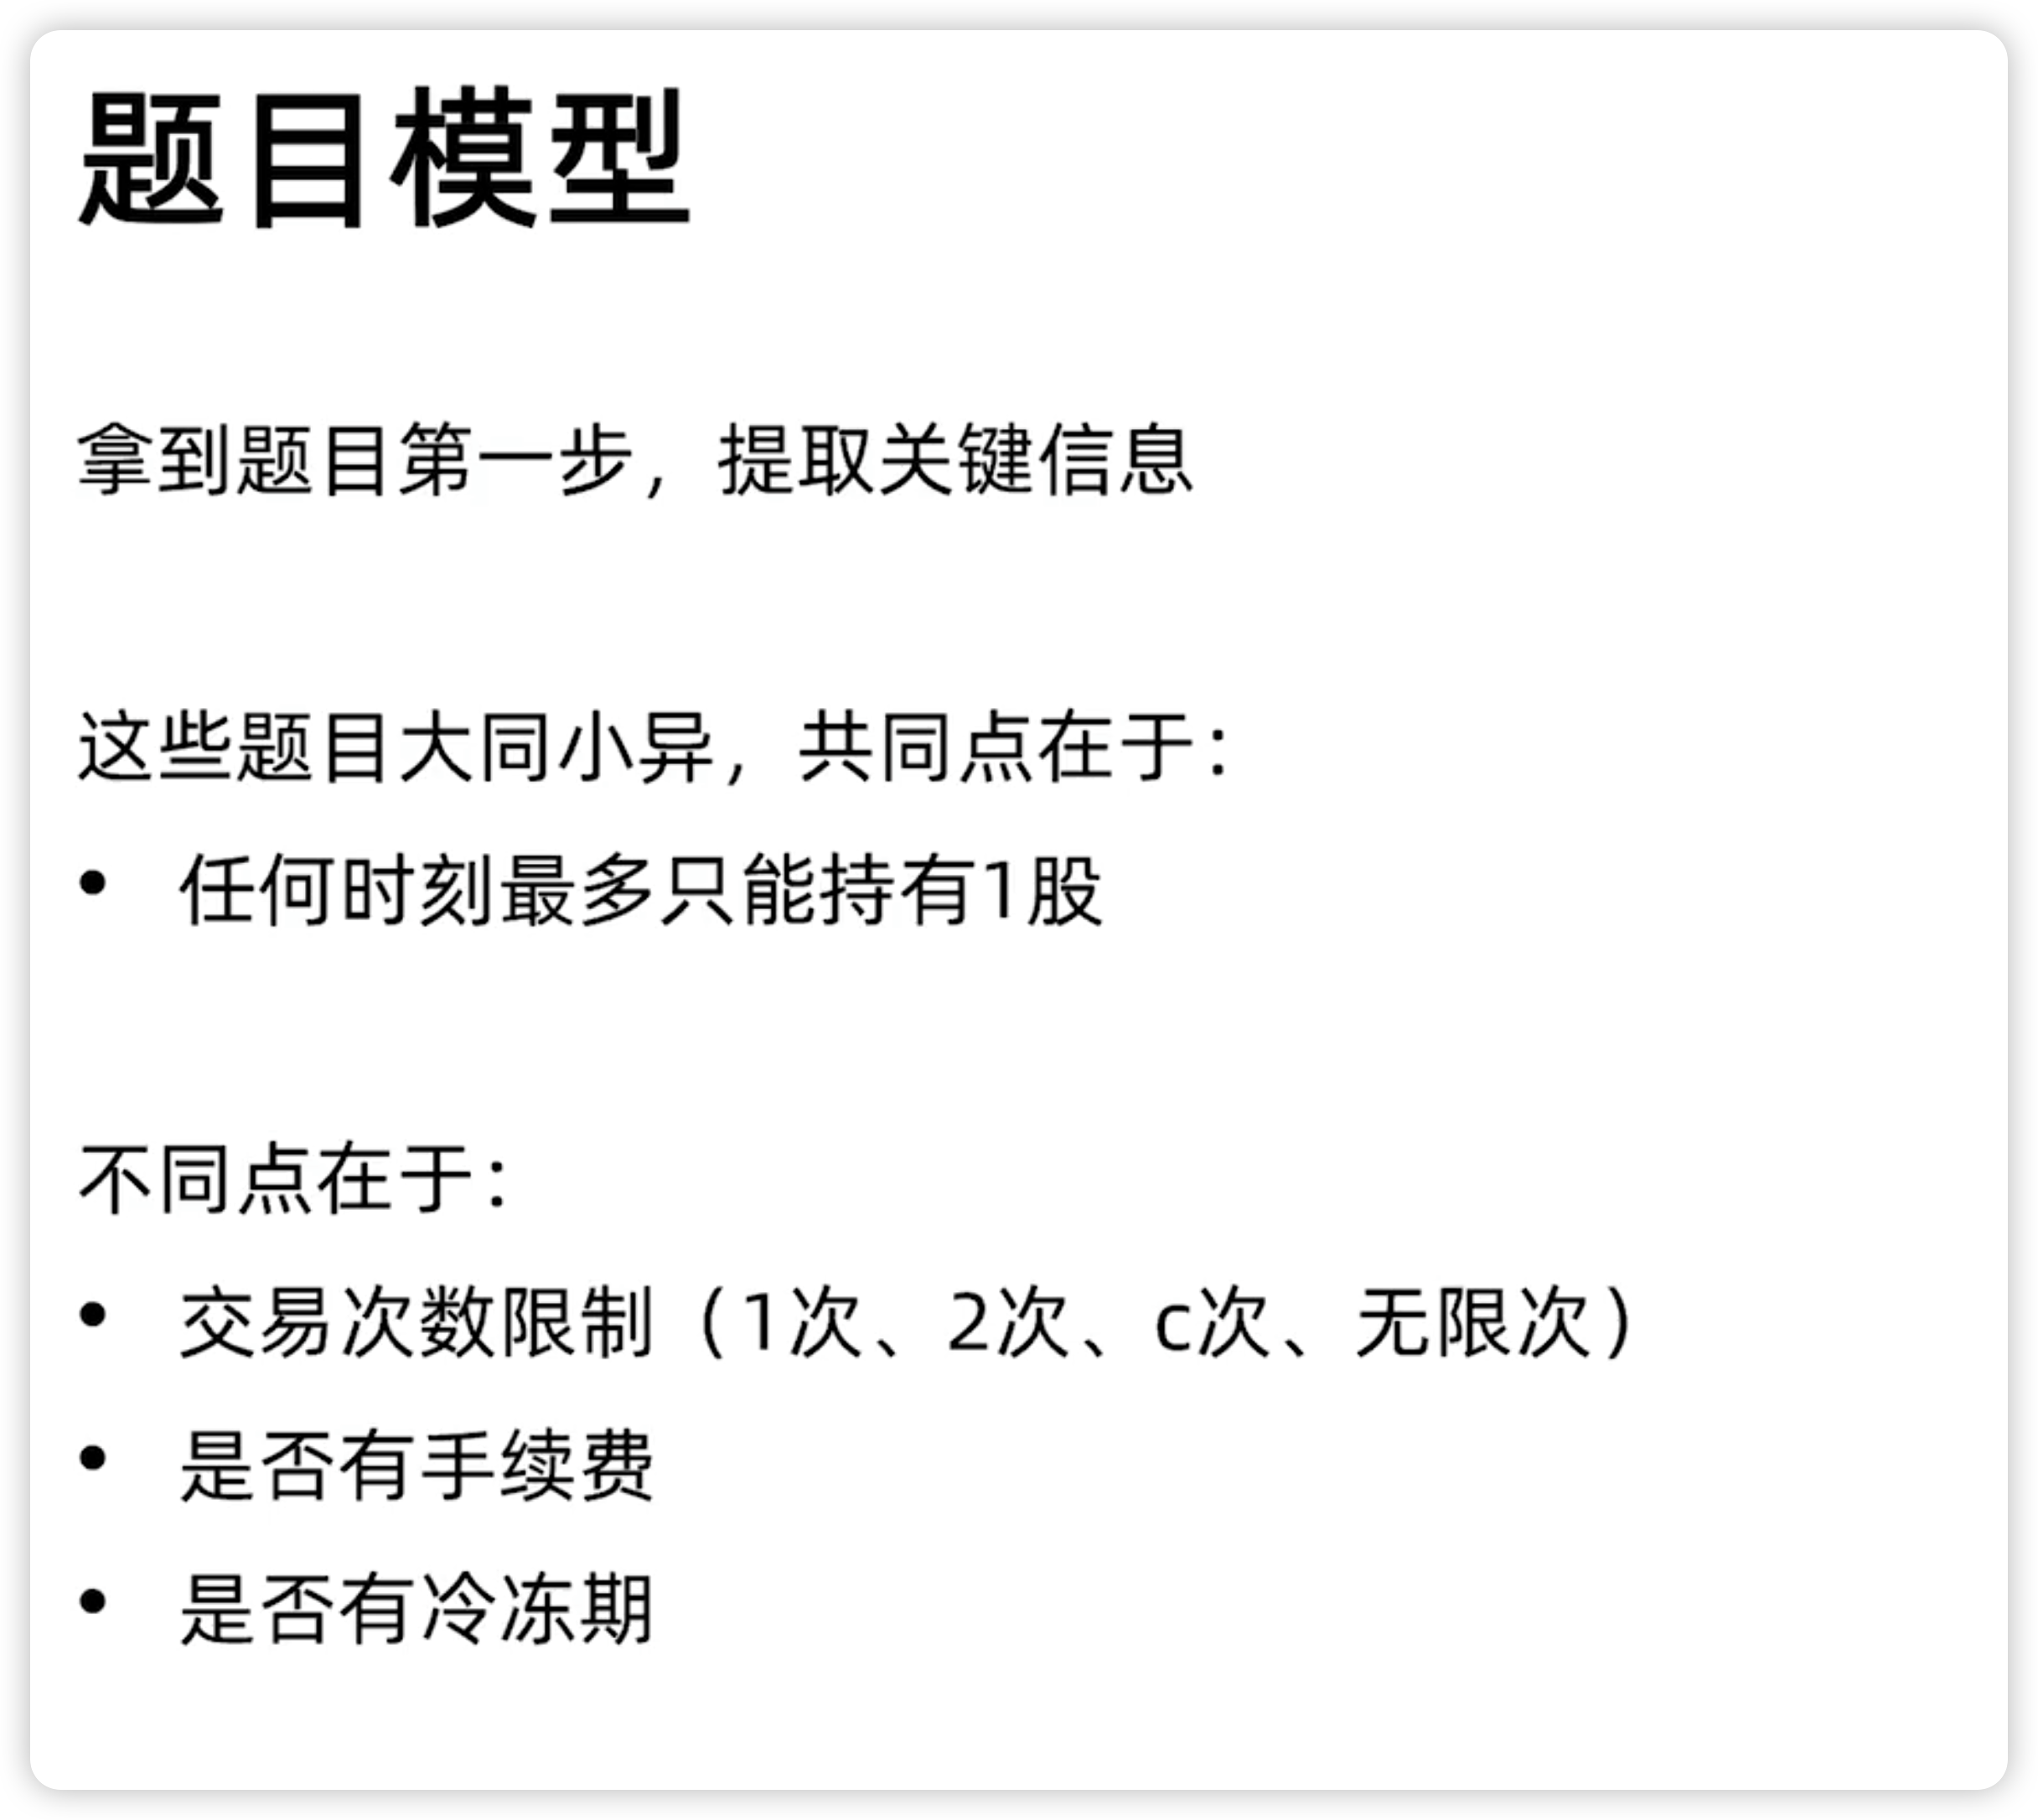 题目模型
拿到题目第一步，提取关键信息
这些题目大同小异，共同点在于：
• 任何时刻最多只能持有1股
不同点在于：
• 交易次数限制（1次、2次、c次、无限次）
• 是否有手续费
• 是否有冷冻期